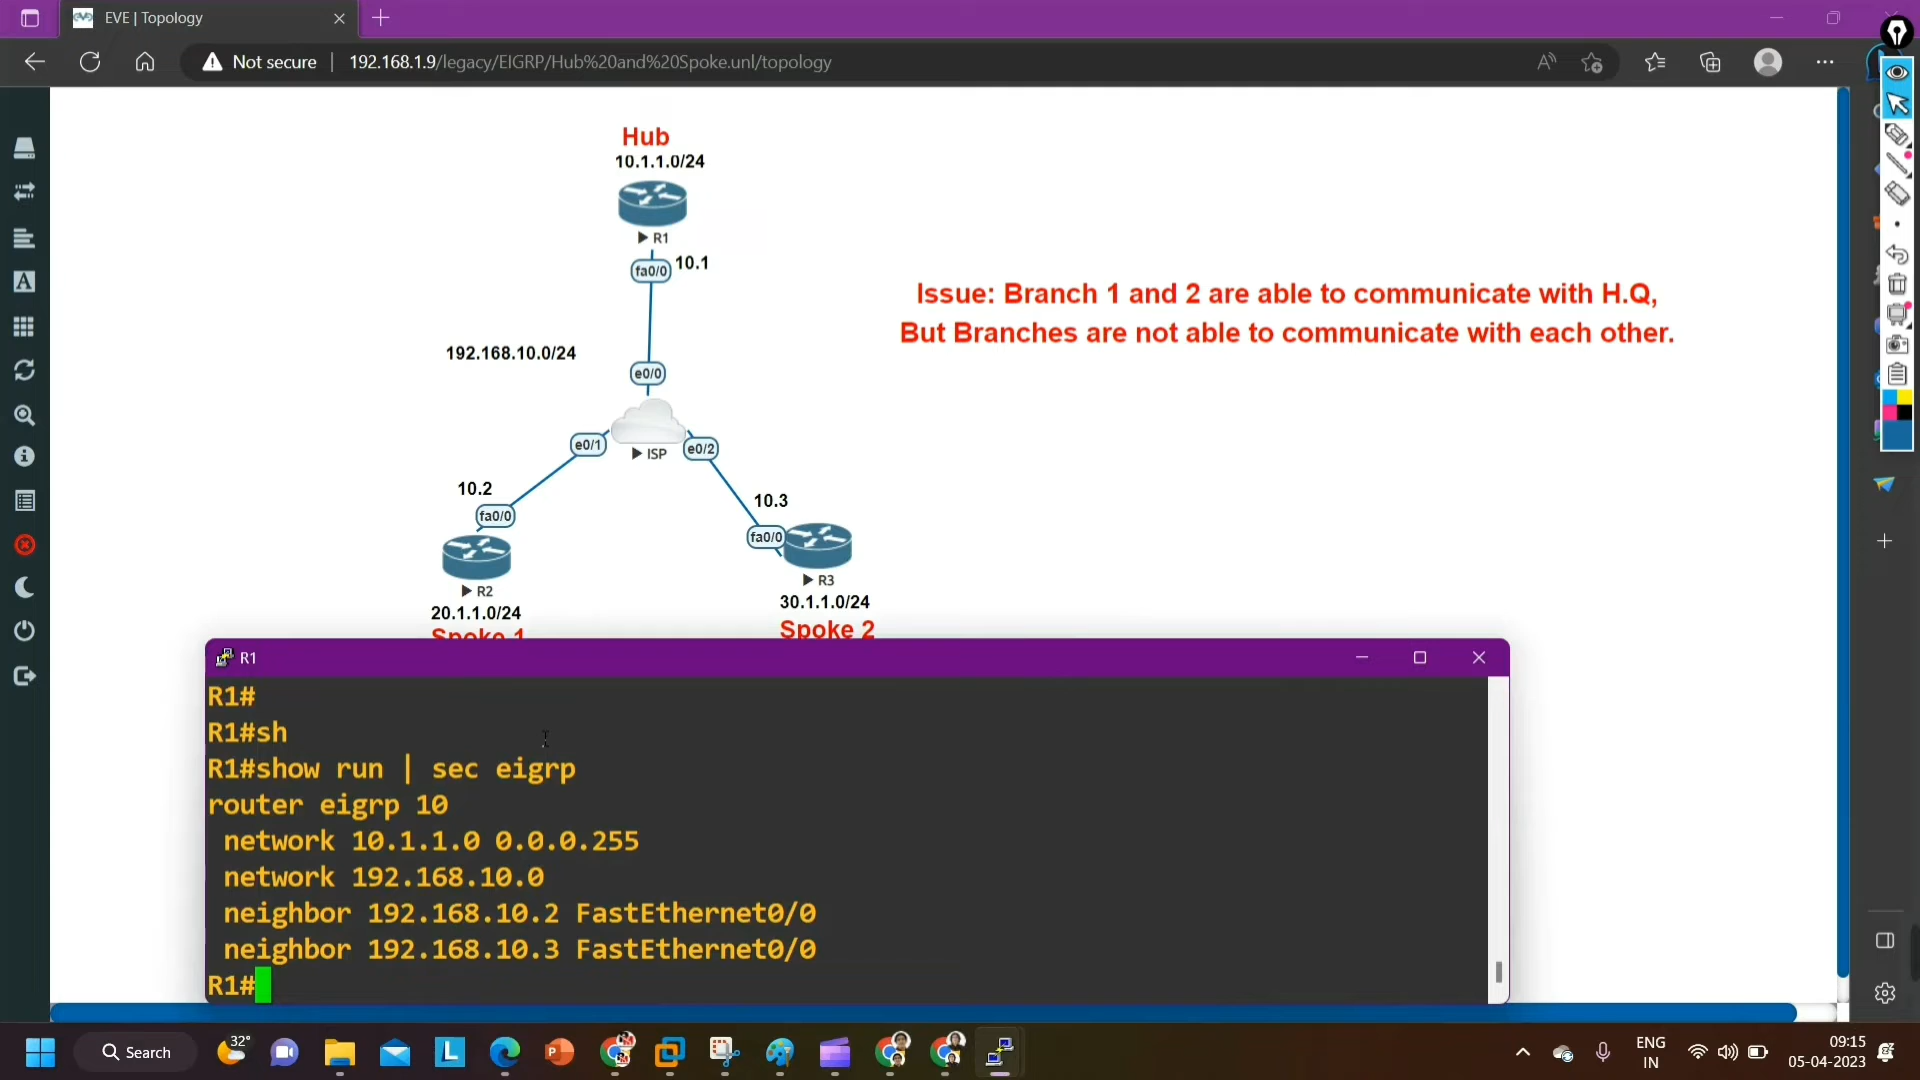 EVE | Topology
Not secure
192.168.1.9/legacy/EIGRP/Hub%20and%20Spoke.unl/topology
Hub
10.1.1.0/24
R1
fa0/0
10.1
Issue: Branch 1 and 2 are able to communicate with H.Q,
But Branches are not able to communicate with each other.
192.168.10.0/24
e0/0
e0/1
ISP
e0/2
10.2
10.3
fa0/0
fa0/0
R2
R3
20.1.1.0/24
30.1.1.0/24
Spoke 1
Spoke 2
R1
R1#
R1#sh
R1#show run | sec eigrp
router eigrp 10
network 10.1.1.0 0.0.0.255
network 192.168.10.0
neighbor 192.168.10.2 FastEthernet0/0
neighbor 192.168.10.3 FastEthernet0/0
R1#
Search
32°
ENG
IN
09:15
05-04-2023